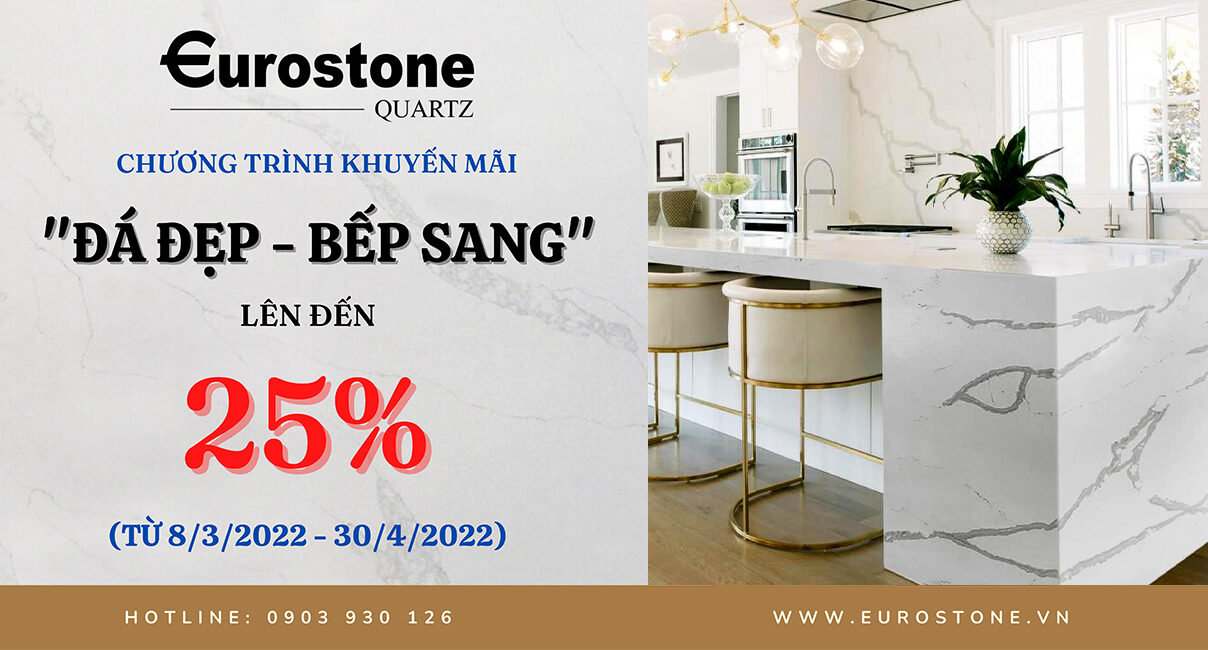 Eurostone
QUARTZ
CHƯƠNG TRÌNH KHUYẾN MÃI
"ĐÁ ĐẸP - BẾP SANG"
LÊN ĐẾN
25%
(TỪ 8/3/2022 - 30/4/2022)
HOTLINE: 0903 930 126
WWW.EUROSTONE.VN